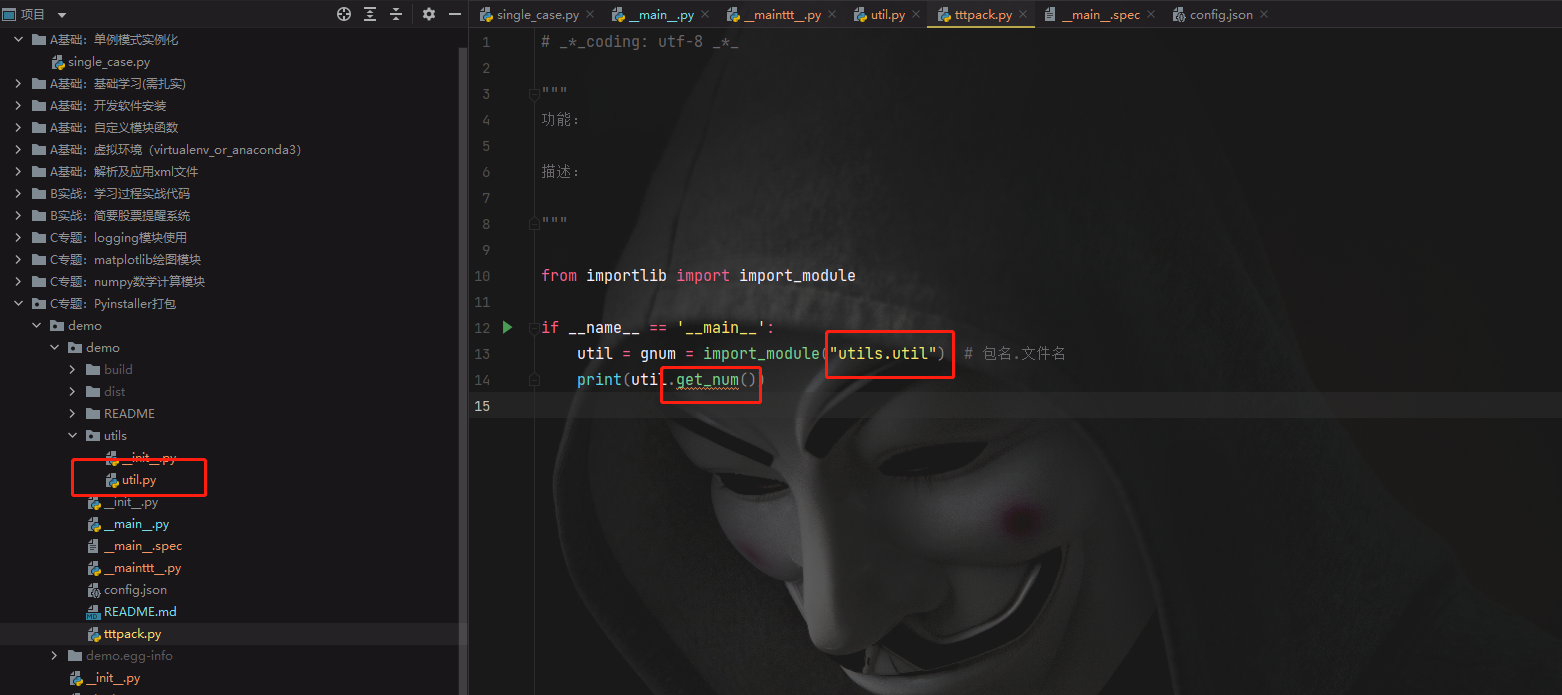 项目
single_case.py
__main__.py
__mainttt__.py
util.py
tttpack.py
__main__.spec
config.json
A基础：单例模式实例化
single_case.py
A基础：基础学习(需扎实)
A基础：开发软件安装
A基础：自定义模块函数
A基础：虚拟环境（virtualenv_or_anaconda3）
A基础：解析及应用xml文件
B实战：学习过程实战代码
B实战：简要股票提醒系统
C专题：logging模块使用
C专题：matplotlib绘图模块
C专题：numpy数学计算模块
C专题：Pyinstaller打包
demo
demo
build
dist
README
utils
__init__.py
util.py
__init__.py
__main__.py
__main__.spec
__mainttt__.py
config.json
README.md
tttpack.py
demo.egg-info
__init__.py
1 # _*_coding: utf-8 _*_
2
3 """
4 功能：
5
6 描述：
7
8 """
9
10 from importlib import import_module
11
12 if __name__ == '__main__':
13 util = gnum = import_module("utils.util") # 包名.文件名
14 print(util.get_num())
15